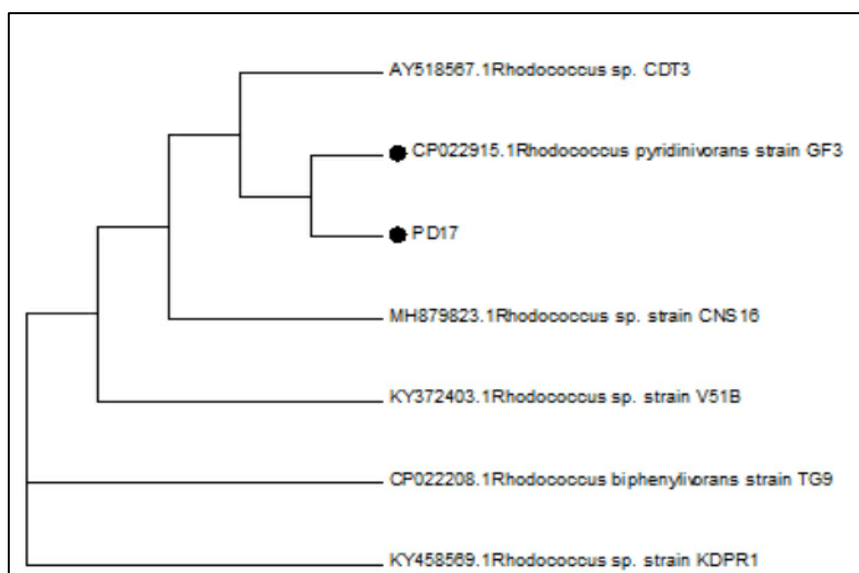 AY518567.1Rhodococcus sp. CDT3
CP022915.1Rhodococcus pyridinivorans strain GF3
PD17
MH879823.1Rhodococcus sp. strain CNS16
KY372403.1Rhodococcus sp. strain V51B
CP022208.1Rhodococcus biphenylivorans strain TG9
KY458569.1Rhodococcus sp. strain KDPR1